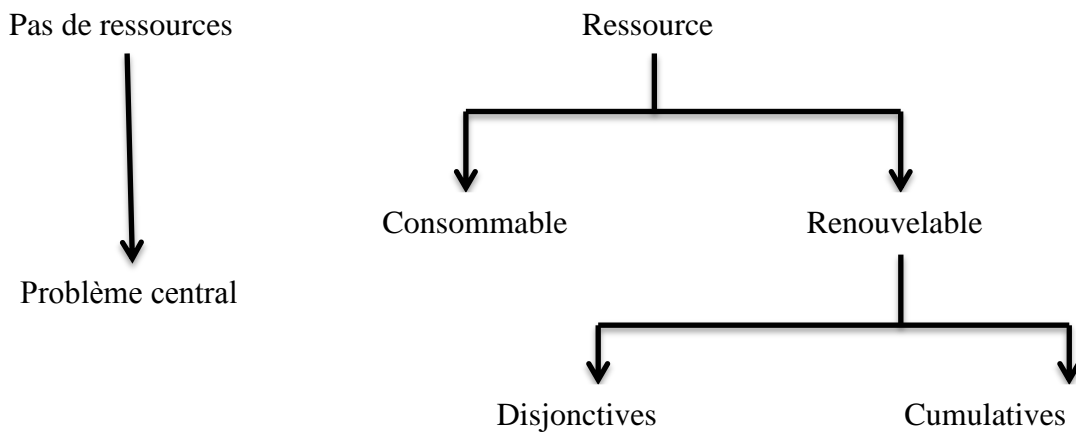 Pas de ressources
Ressource
Consommable
Renouvelable
Problème central
Disjonctives
Cumulatives